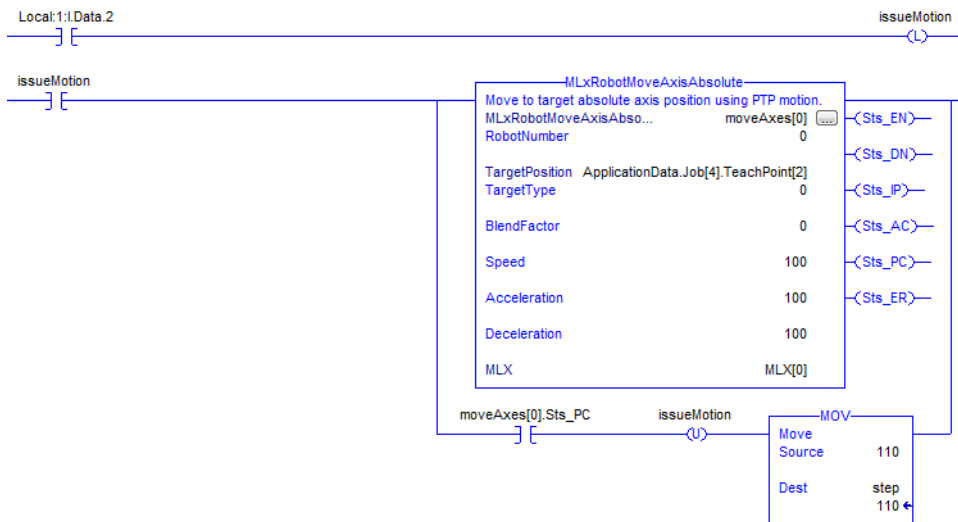 Local:1:I.Data.2 issueMotion
L
issueMotion
MLxRobotMoveAxisAbsolute
Move to target absolute axis position using PTP motion.
MLxRobotMoveAxisAbso... moveAxes[0] ... Sts_EN
RobotNumber 0
Sts_DN
TargetPosition ApplicationData.Job[4].TeachPoint[2]
TargetType 0 Sts_IP
BlendFactor 0 Sts_AC
Speed 100 Sts_PC
Acceleration 100 Sts_ER
Deceleration 100
MLX MLX[0]
moveAxes[0].Sts_PC issueMotion MOV
U Move
Source 110
Dest step
110